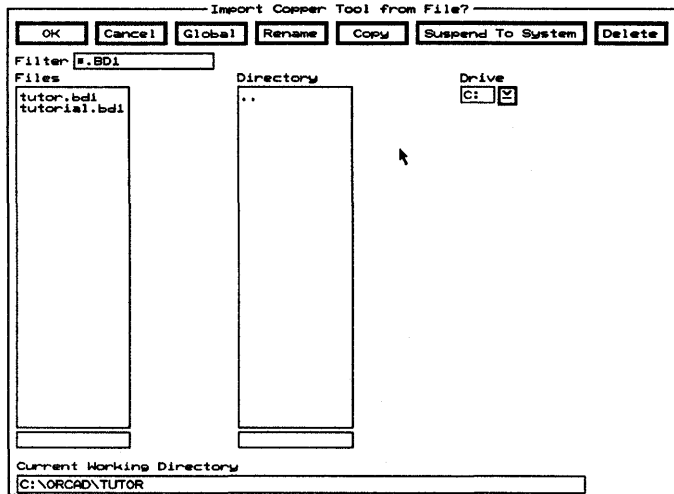 Import Copper Tool from File?
OK Cancel Global Rename Copy Suspend To System Delete
Filter *.BD1
Files Directory Drive
tutor.bd1 .. C:
tutorial.bd1
Current Working Directory
C:\ORCAD\TUTOR